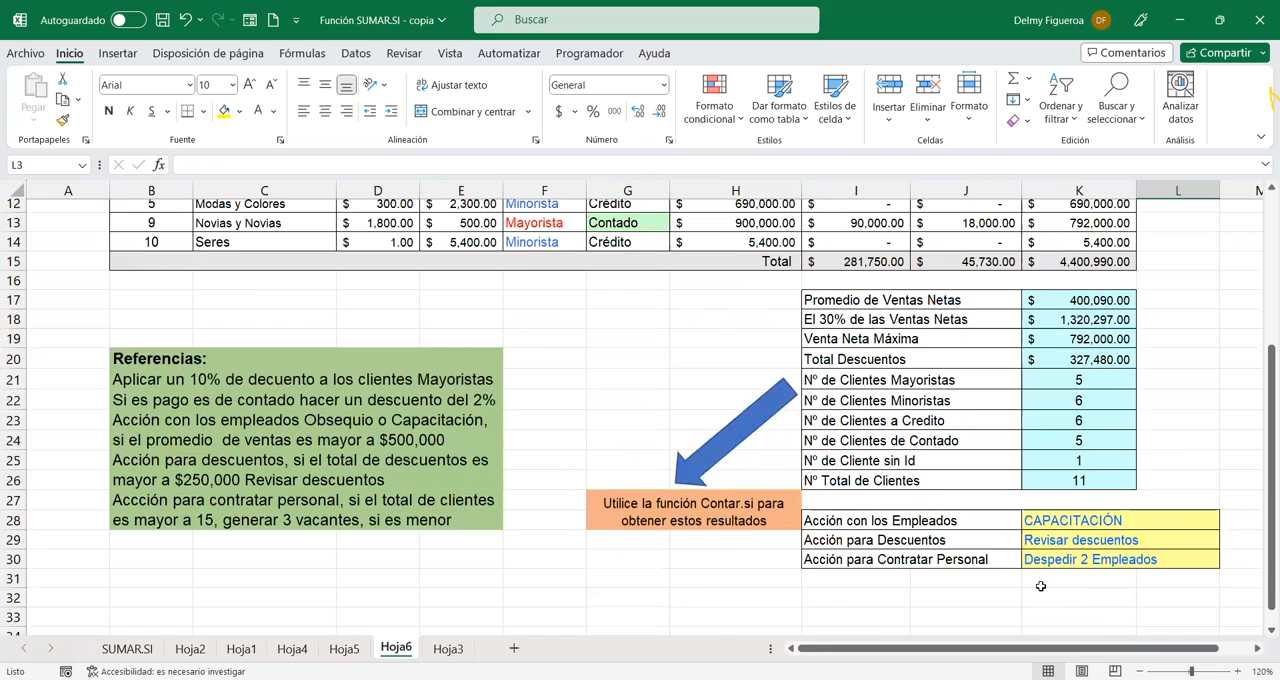 Autoguardado Función SUMAR.SI - copia Buscar Delmy Figueroa DF
Archivo Inicio Insertar Disposición de página Fórmulas Datos Revisar Vista Automatizar Programador Ayuda Comentarios Compartir
Pegar Arial 10 Ajustar texto General Formato condicional Dar formato como tabla Estilos de celda Insertar Eliminar Formato Ordenar y filtrar Buscar y seleccionar Analizar datos
N K S Combinar y centrar $ % 000
Portapapeles Fuente Alineación Número Estilos Celdas Edición Análisis
L3 fx
A B C D E F G H I J K L M
12 5 Modas y Colores $ 300.00 $ 2,300.00 Minorista Crédito $ 690,000.00 $ - $ - $ 690,000.00
13 9 Novias y Novias $ 1,800.00 $ 500.00 Mayorista Contado $ 900,000.00 $ 90,000.00 $ 18,000.00 $ 792,000.00
14 10 Seres $ 1.00 $ 5,400.00 Minorista Crédito $ 5,400.00 $ - $ - $ 5,400.00
15 Total $ 281,750.00 $ 45,730.00 $ 4,400,990.00
16
17 Promedio de Ventas Netas $ 400,090.00
18 El 30% de las Ventas Netas $ 1,320,297.00
19 Venta Neta Máxima $ 792,000.00
20 Referencias: Total Descuentos $ 327,480.00
21 Aplicar un 10% de decuento a los clientes Mayoristas Nº de Clientes Mayoristas 5
22 Si es pago es de contado hacer un descuento del 2% Nº de Clientes Minoristas 6
23 Acción con los empleados Obsequio o Capacitación, Nº de Clientes a Credito 6
24 si el promedio de ventas es mayor a $500,000 Nº de Clientes de Contado 5
25 Acción para descuentos, si el total de descuentos es Nº de Cliente sin Id 1
26 mayor a $250,000 Revisar descuentos Nº Total de Clientes 11
27 Accción para contratar personal, si el total de clientes Utilice la función Contar.si para
28 es mayor a 15, generar 3 vacantes, si es menor obtener estos resultados Acción con los Empleados CAPACITACIÓN
29 Acción para Descuentos Revisar descuentos
30 Acción para Contratar Personal Despedir 2 Empleados
31
32
33
SUMAR.SI Hoja2 Hoja1 Hoja4 Hoja5 Hoja6 Hoja3
Listo Accesibilidad: es necesario investigar 120%